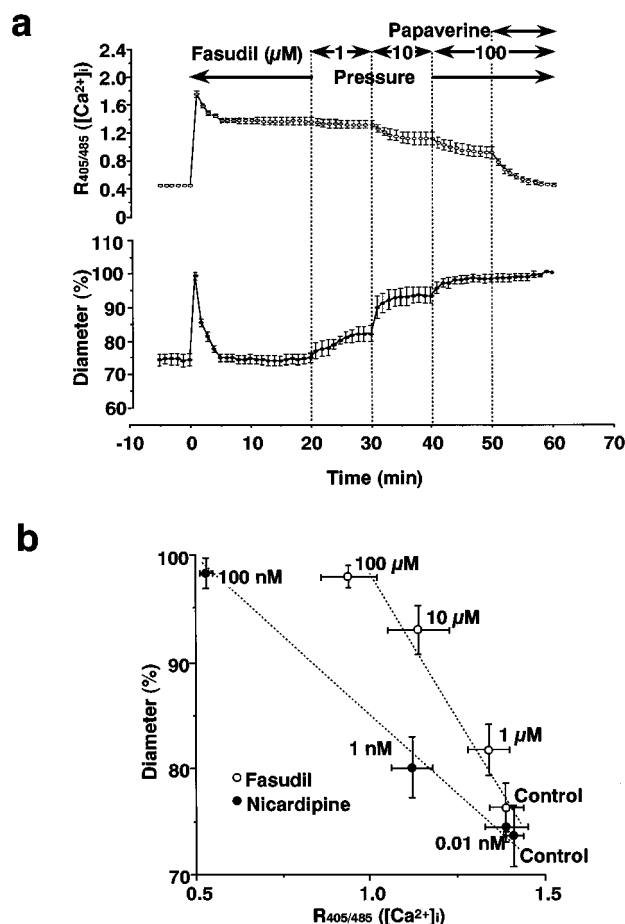 a
Papaverine
Fasudil (µM) 1 10 100
Pressure
R405/485 ([Ca2+]i)
2.4
2.0
1.6
1.2
0.8
0.4
0
Diameter (%)
110
100
90
80
70
60
-10 0 10 20 30 40 50 60 70
Time (min)
b
Diameter (%)
100
90
80
70
100 nM
100 µM
10 µM
1 µM
1 nM
Fasudil
Nicardipine
Control
0.01 nM
Control
0.5 1.0 1.5
R405/485 ([Ca2+]i)